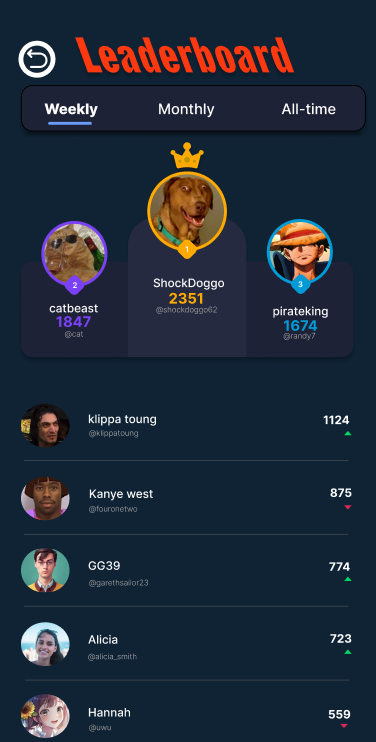 Leaderboard
Weekly Monthly All-time
1
ShockDoggo
2351
@shockdoggo62
2
catbeast
1847
@cat
3
pirateking
1674
@randy7
klippa toung 1124
@klippatoung
Kanye west 875
@fouronetwo
GG39 774
@garethsailor23
Alicia 723
@alicia_smith
Hannah 559
@uwu